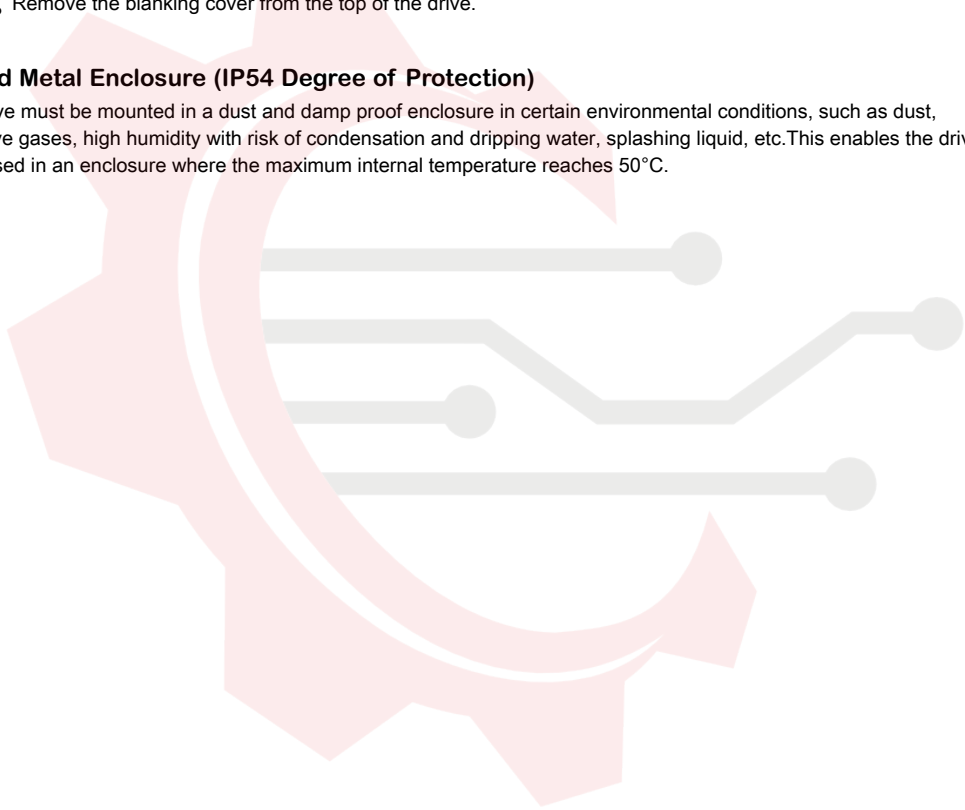 Remove the blanking cover from the top of the drive.
d Metal Enclosure (IP54 Degree of Protection)
ve must be mounted in a dust and damp proof enclosure in certain environmental conditions, such as dust,
ve gases, high humidity with risk of condensation and dripping water, splashing liquid, etc.This enables the driv
sed in an enclosure where the maximum internal temperature reaches 50°C.